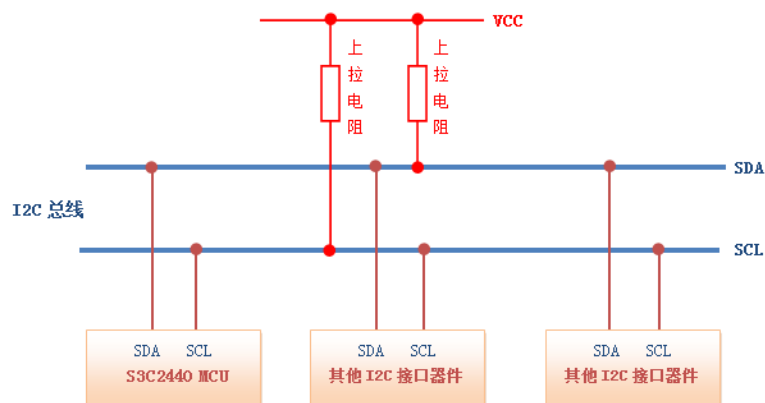 VCC
上拉电阻
上拉电阻
SDA
I2C 总线
SCL
SDA SCL
S3C2440 MCU
SDA SCL
其他 I2C 接口器件
SDA SCL
其他 I2C 接口器件